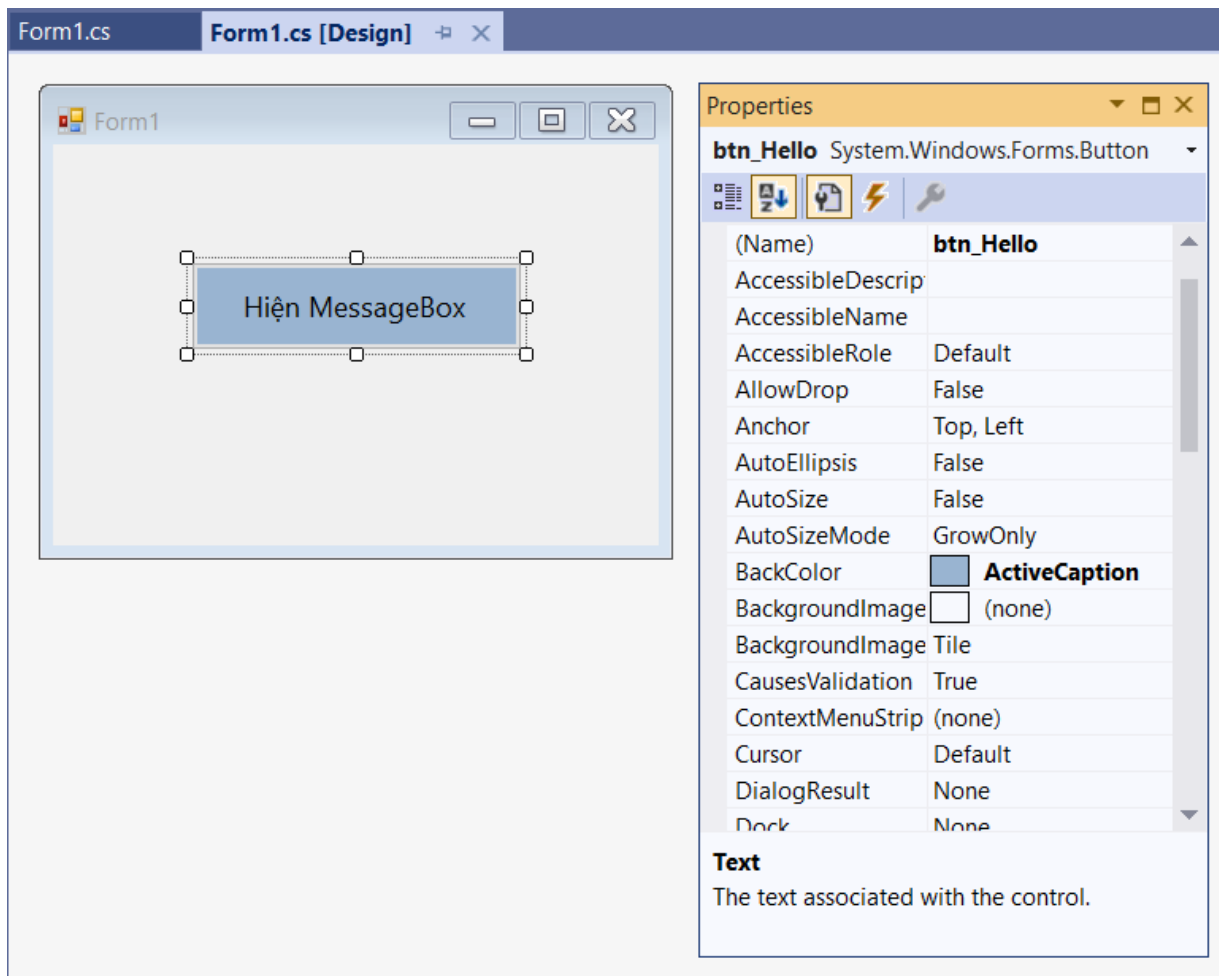 Form1.cs
Form1.cs [Design]
Form1
Hiện MessageBox
Properties
btn_Hello System.Windows.Forms.Button
(Name) btn_Hello
AccessibleDescrip
AccessibleName
AccessibleRole Default
AllowDrop False
Anchor Top, Left
AutoEllipsis False
AutoSize False
AutoSizeMode GrowOnly
BackColor ActiveCaption
BackgroundImage (none)
BackgroundImage Tile
CausesValidation True
ContextMenuStrip (none)
Cursor Default
DialogResult None
Dock None
Text
The text associated with the control.